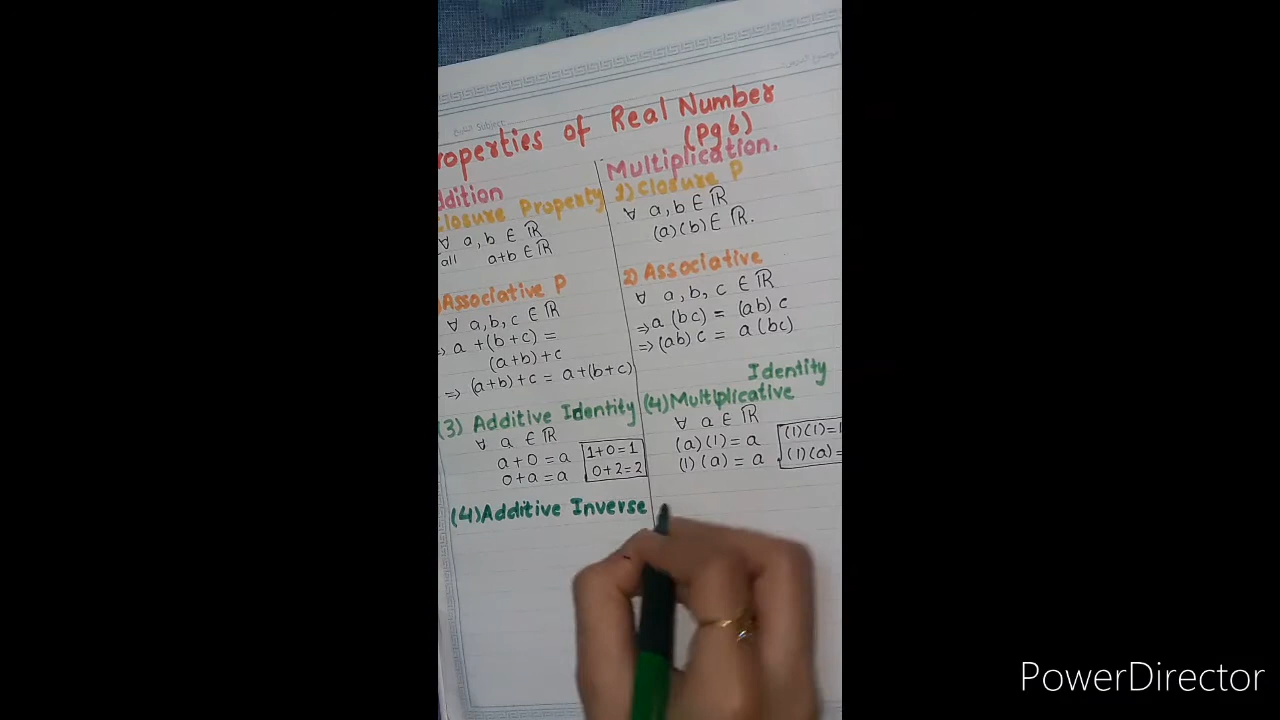 roperties of Real Number
(Pg 6)
Subject
ddition
losure Property
∀ a, b ∈ ℝ
all a+b ∈ ℝ
Associative P
∀ a, b, c ∈ ℝ
⇒ a +(b+c) =
(a+b)+c
⇒ (a+b)+c = a+(b+c)
(3) Additive Identity
∀ a ∈ ℝ
a+0 = a
0+a = a
1+0=1
0+2=2
(4) Additive Inverse
Multiplication.
1) Closure P
∀ a, b ∈ ℝ
(a)(b) ∈ ℝ.
2) Associative
∀ a, b, c ∈ ℝ
⇒ a (bc) = (ab) c
⇒ (ab) c = a (bc)
Identity
(4) Multiplicative
∀ a ∈ ℝ
(a)(1) = a
(1)(a) = a
(1)(1)=1
(1)(a)=
PowerDirector